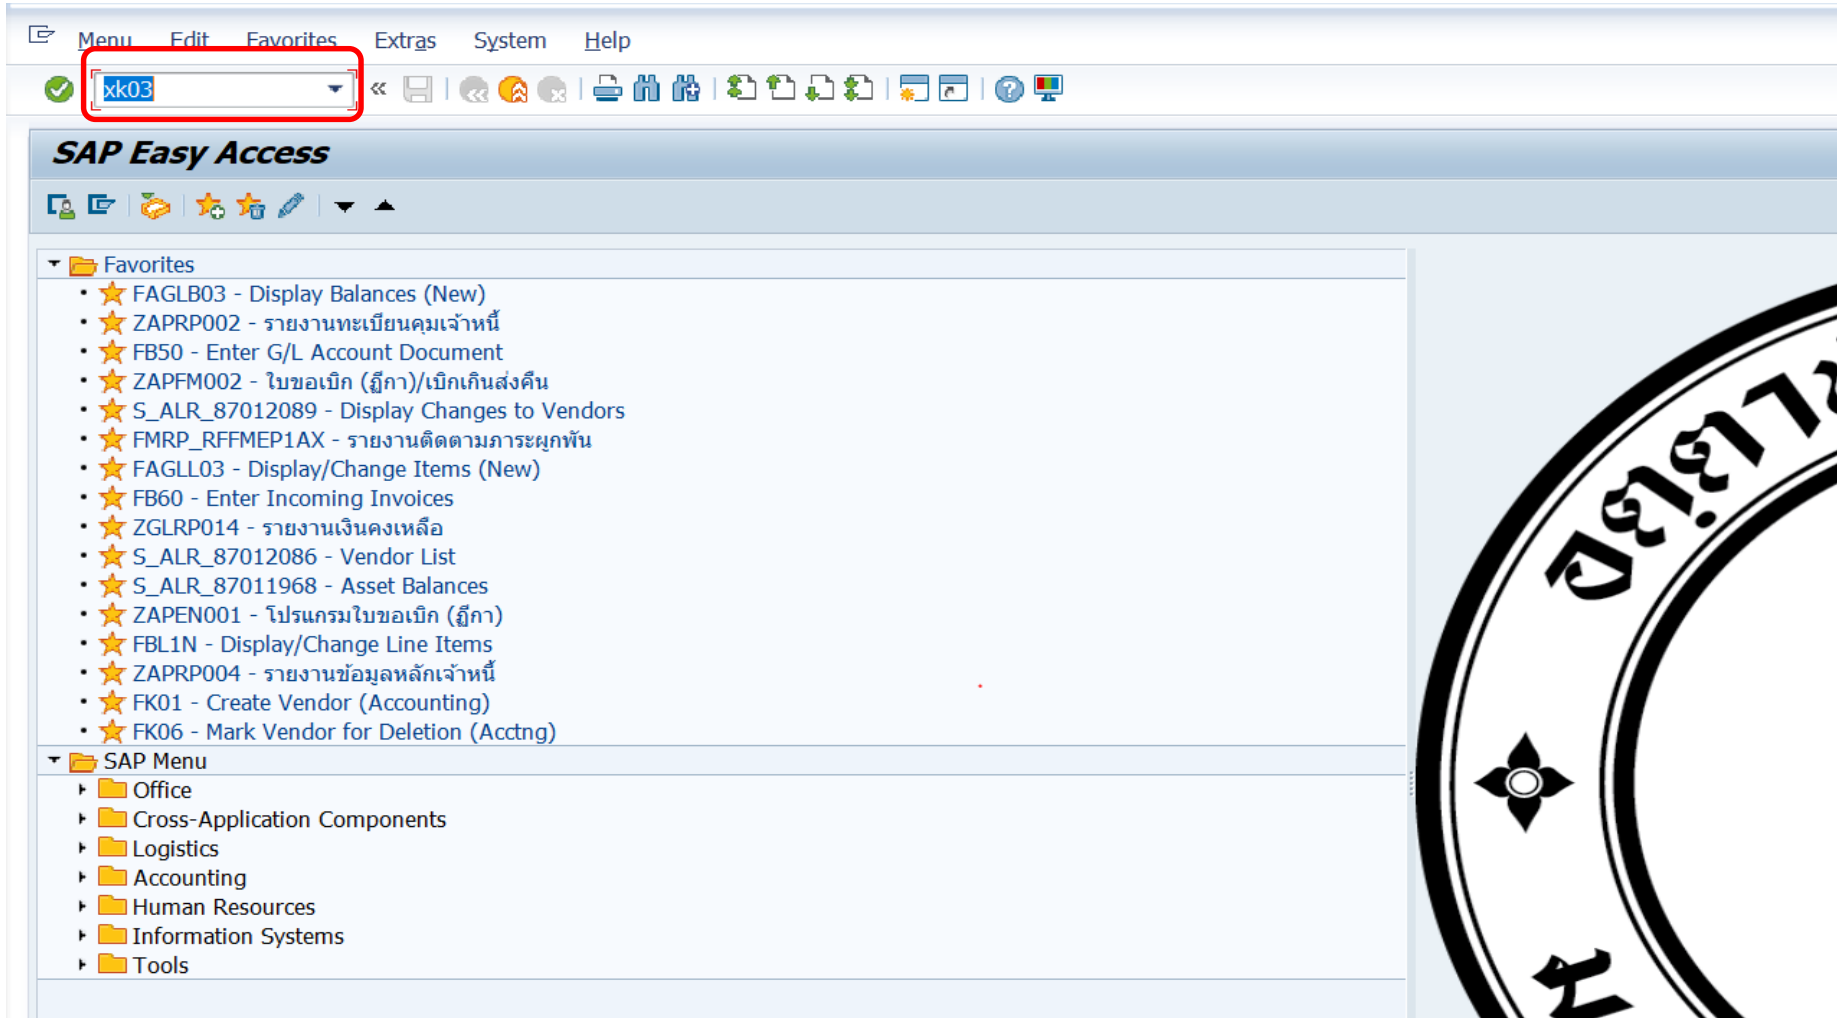 Menu Edit Favorites Extras System Help
xk03
SAP Easy Access
Favorites
FAGLB03 - Display Balances (New)
ZAPRP002 - รายงานทะเบียนคุมเจ้าหนี้
FB50 - Enter G/L Account Document
ZAPFM002 - ใบขอเบิก (ฎีกา)/เบิกเกินส่งคืน
S_ALR_87012089 - Display Changes to Vendors
FMRP_RFFMEP1AX - รายงานติดตามภาระผูกพัน
FAGLL03 - Display/Change Items (New)
FB60 - Enter Incoming Invoices
ZGLRP014 - รายงานเงินคงเหลือ
S_ALR_87012086 - Vendor List
S_ALR_87011968 - Asset Balances
ZAPEN001 - โปรแกรมใบขอเบิก (ฎีกา)
FBL1N - Display/Change Line Items
ZAPRP004 - รายงานข้อมูลหลักเจ้าหนี้
FK01 - Create Vendor (Accounting)
FK06 - Mark Vendor for Deletion (Acctng)
SAP Menu
Office
Cross-Application Components
Logistics
Accounting
Human Resources
Information Systems
Tools